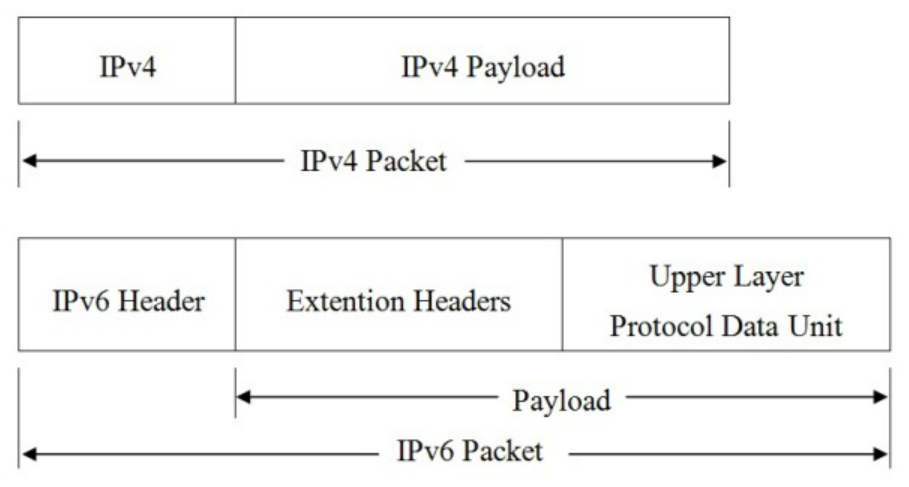 IPv4
IPv4 Payload
IPv4 Packet
IPv6 Header
Extention Headers
Upper Layer
Protocol Data Unit
Payload
IPv6 Packet